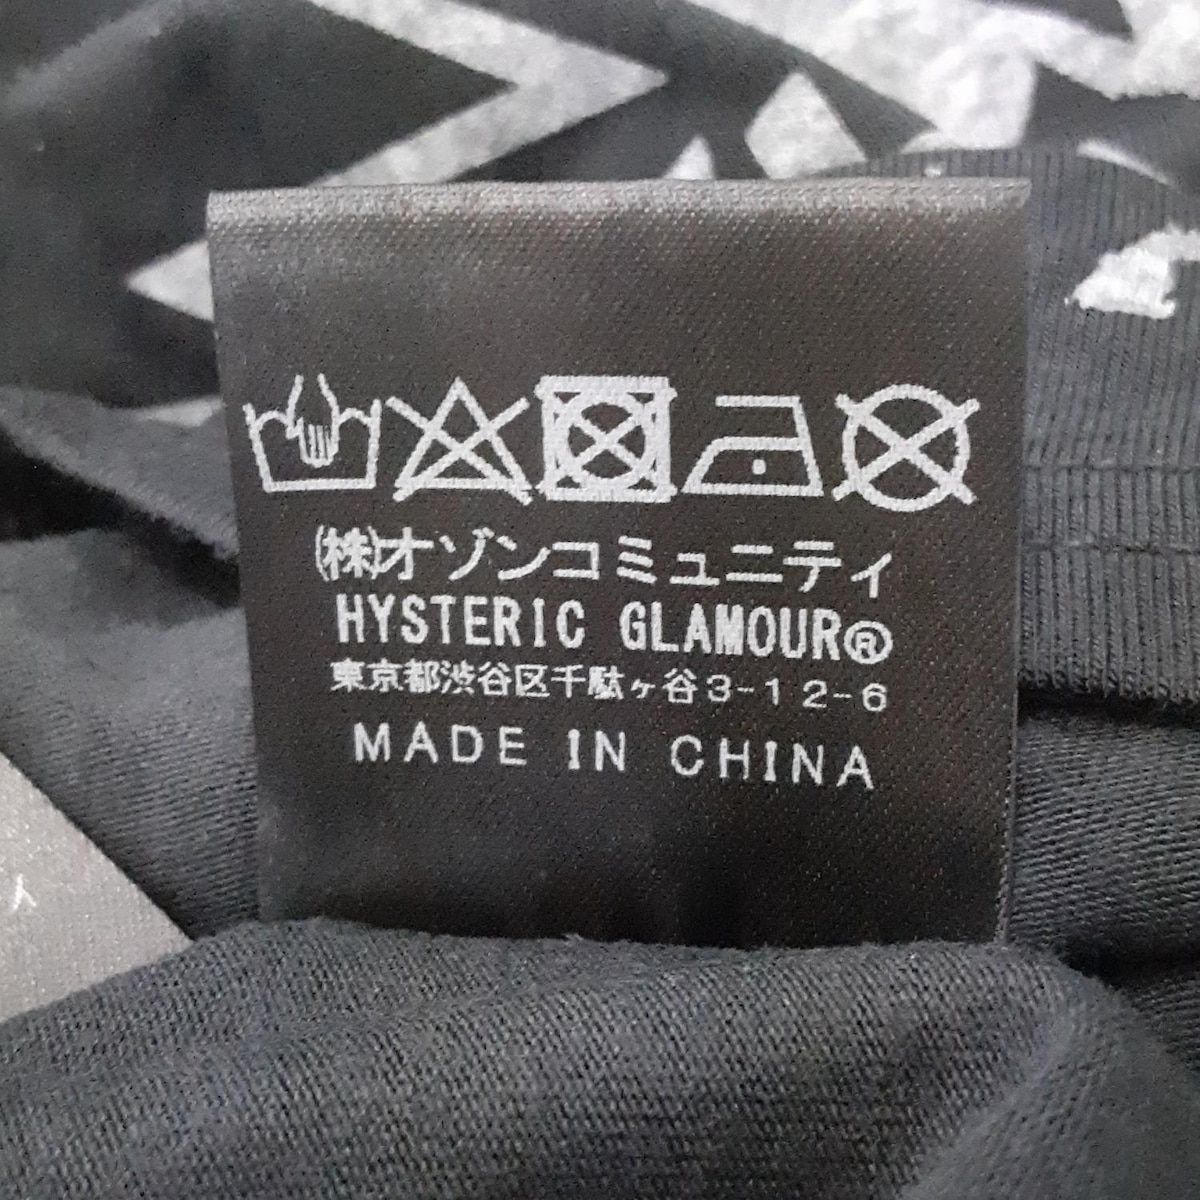 (株)オゾンコミュニティ
HYSTERIC GLAMOUR®
東京都渋谷区千駄ヶ谷3-12-6
MADE IN CHINA